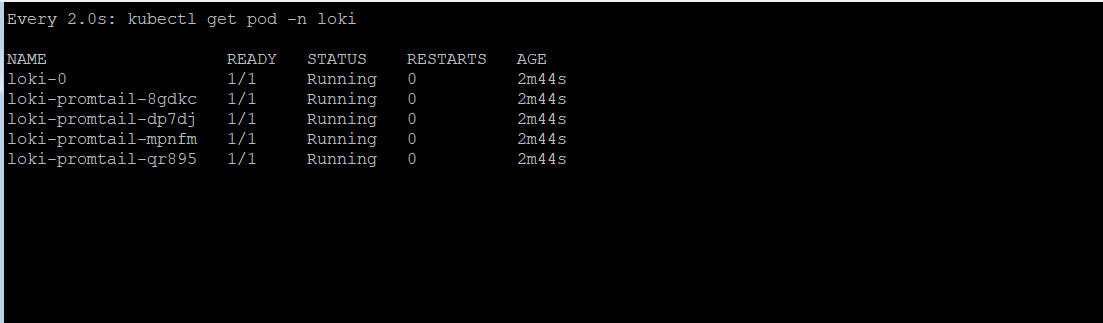 Every 2.0s: kubectl get pod -n loki
NAME READY STATUS RESTARTS AGE
loki-0 1/1 Running 0 2m44s
loki-promtail-8gdkc 1/1 Running 0 2m44s
loki-promtail-dp7dj 1/1 Running 0 2m44s
loki-promtail-mpnfm 1/1 Running 0 2m44s
loki-promtail-qr895 1/1 Running 0 2m44s